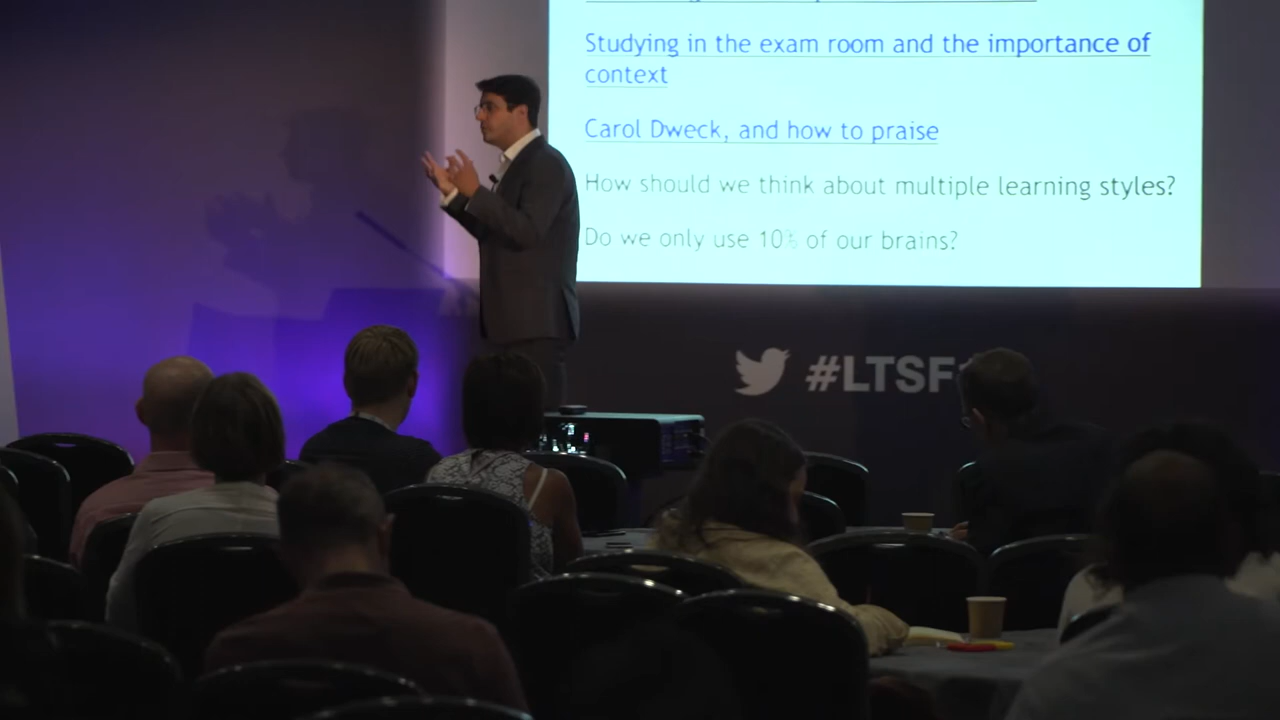 Studying in the exam room and the importance of
context
Carol Dweck, and how to praise
How should we think about multiple learning styles?
Do we only use 10% of our brains?
#LTSF